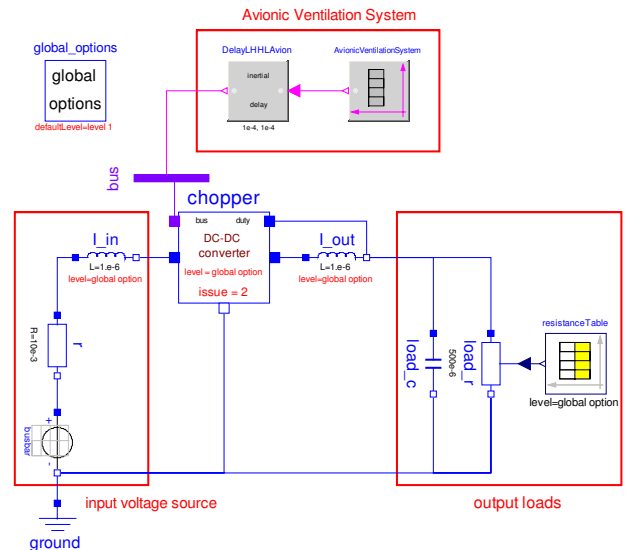 Avionic Ventilation System
global_options
global
options
defaultLevel=level 1
DelayLHHLAvion
inertial
delay
1e-4, 1e-4
AvionicVentilationSystem
bus
chopper
bus duty
DC-DC
converter
level = global option
issue = 2
l_in
L=1.e-6
level=global option
l_out
L=1.e-6
level=global option
R=10e-3
r
busbar
+
-
load_c
500e-6
load_r
resistanceTable
level=global option
input voltage source
output loads
ground